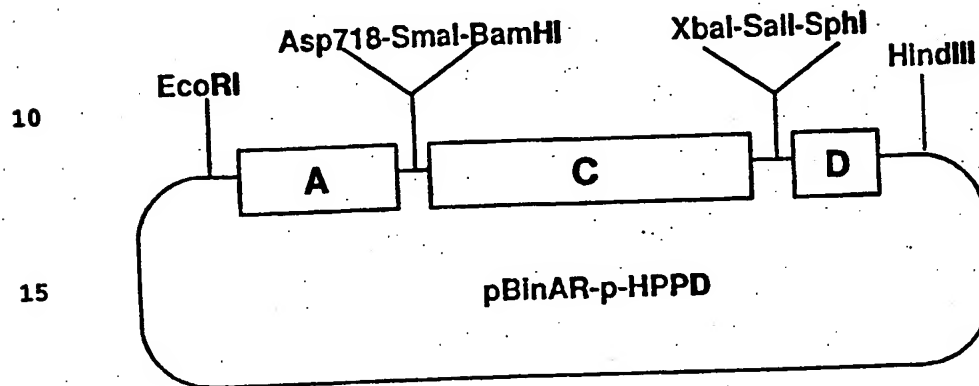 Asp718-SmaI-BamHI
XbaI-SalI-SphI
HindIII
EcoRI
10
A
C
D
15
pBinAR-p-HPPD